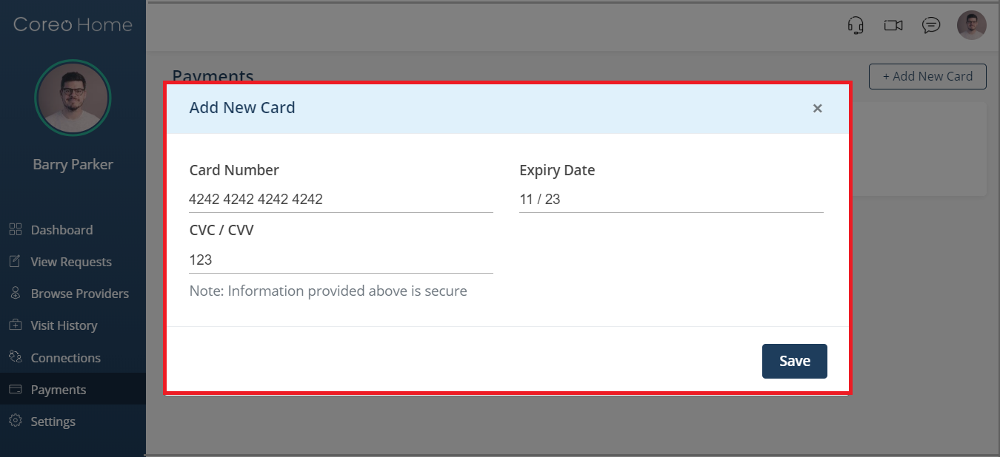 Coreo Home
Barry Parker
Dashboard
View Requests
Browse Providers
Visit History
Connections
Payments
Settings
Payments
+ Add New Card
Add New Card
×
Card Number
4242 4242 4242 4242
Expiry Date
11 / 23
CVC / CVV
123
Note: Information provided above is secure
Save